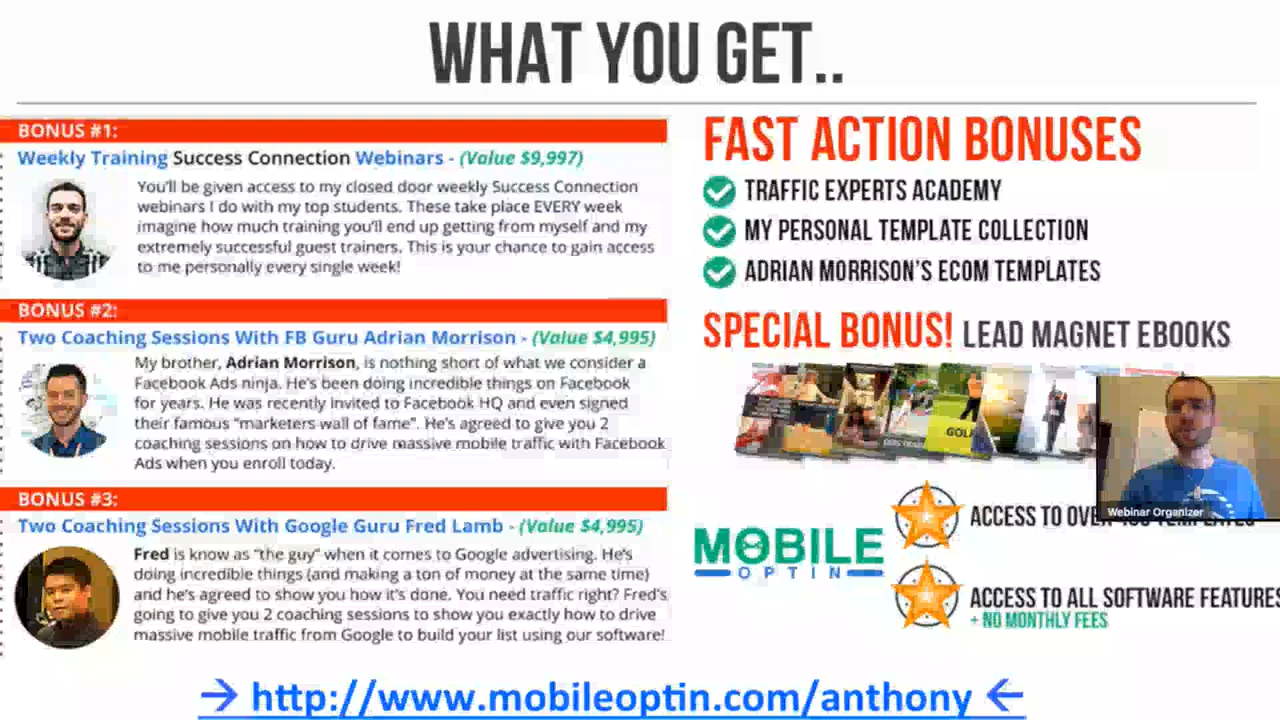 WHAT YOU GET..
BONUS #1:
Weekly Training Success Connection Webinars - (Value $9,997)
You'll be given access to my closed door weekly Success Connection
webinars I do with my top students. These take place EVERY week
imagine how much training you'll end up getting from myself and my
extremely successful guest trainers. This is your chance to gain access
to me personally every single week!
BONUS #2:
Two Coaching Sessions With FB Guru Adrian Morrison - (Value $4,995)
My brother, Adrian Morrison, is nothing short of what we consider a
Facebook Ads ninja. He's been doing incredible things on Facebook
for years. He was recently invited to Facebook HQ and even signed
their famous "marketers wall of fame". He's agreed to give you 2
coaching sessions on how to drive massive mobile traffic with Facebook
Ads when you enroll today.
BONUS #3:
Two Coaching Sessions With Google Guru Fred Lamb - (Value $4,995)
Fred is know as "the guy" when it comes to Google advertising. He's
doing incredible things (and making a ton of money at the same time)
and he's agreed to show you how it's done. You need traffic right? Fred's
going to give you 2 coaching sessions to show you exactly how to drive
massive mobile traffic from Google to build your list using our software!
FAST ACTION BONUSES
TRAFFIC EXPERTS ACADEMY
MY PERSONAL TEMPLATE COLLECTION
ADRIAN MORRISON'S ECOM TEMPLATES
SPECIAL BONUS! LEAD MAGNET EBOOKS
GOLF
Webinar Organizer
MOBILE
OPTIN
ACCESS TO OVER TEMPLATES
ACCESS TO ALL SOFTWARE FEATURES
+ NO MONTHLY FEES
→ http://www.mobileoptin.com/anthony ←